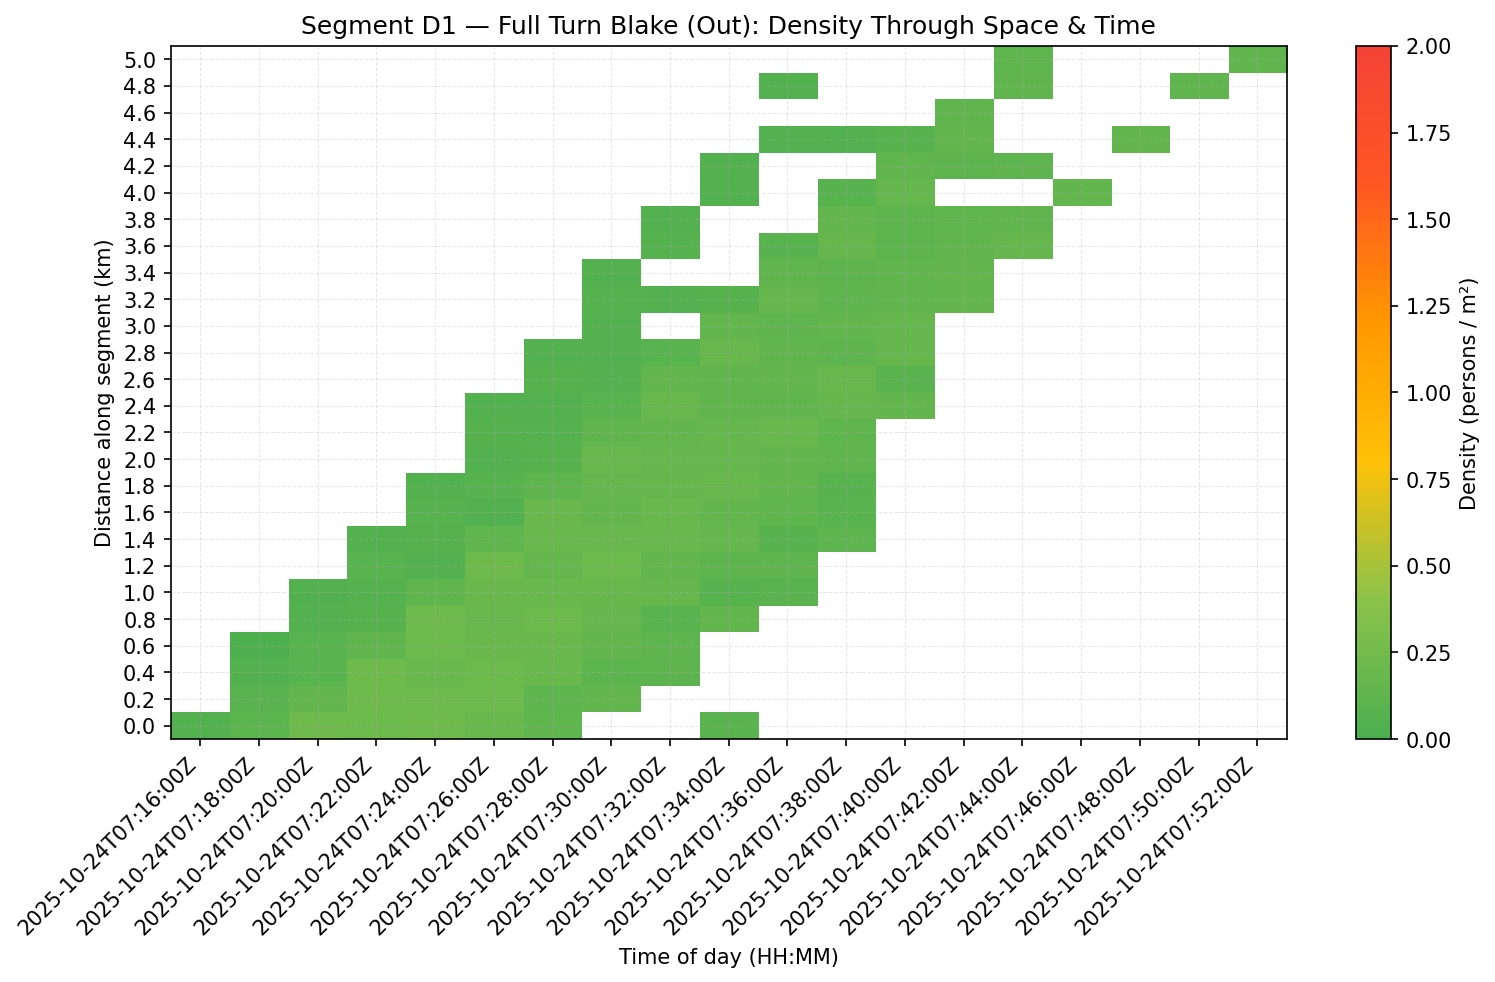 Segment D1 — Full Turn Blake (Out): Density Through Space & Time
Distance along segment (km)
5.0
4.8
4.6
4.4
4.2
4.0
3.8
3.6
3.4
3.2
3.0
2.8
2.6
2.4
2.2
2.0
1.8
1.6
1.4
1.2
1.0
0.8
0.6
0.4
0.2
0.0
2025-10-24T07:16:00Z
2025-10-24T07:18:00Z
2025-10-24T07:20:00Z
2025-10-24T07:22:00Z
2025-10-24T07:24:00Z
2025-10-24T07:26:00Z
2025-10-24T07:28:00Z
2025-10-24T07:30:00Z
2025-10-24T07:32:00Z
2025-10-24T07:34:00Z
2025-10-24T07:36:00Z
2025-10-24T07:38:00Z
2025-10-24T07:40:00Z
2025-10-24T07:42:00Z
2025-10-24T07:44:00Z
2025-10-24T07:46:00Z
2025-10-24T07:48:00Z
2025-10-24T07:50:00Z
2025-10-24T07:52:00Z
Time of day (HH:MM)
2.00
1.75
1.50
1.25
1.00
0.75
0.50
0.25
0.00
Density (persons / m²)